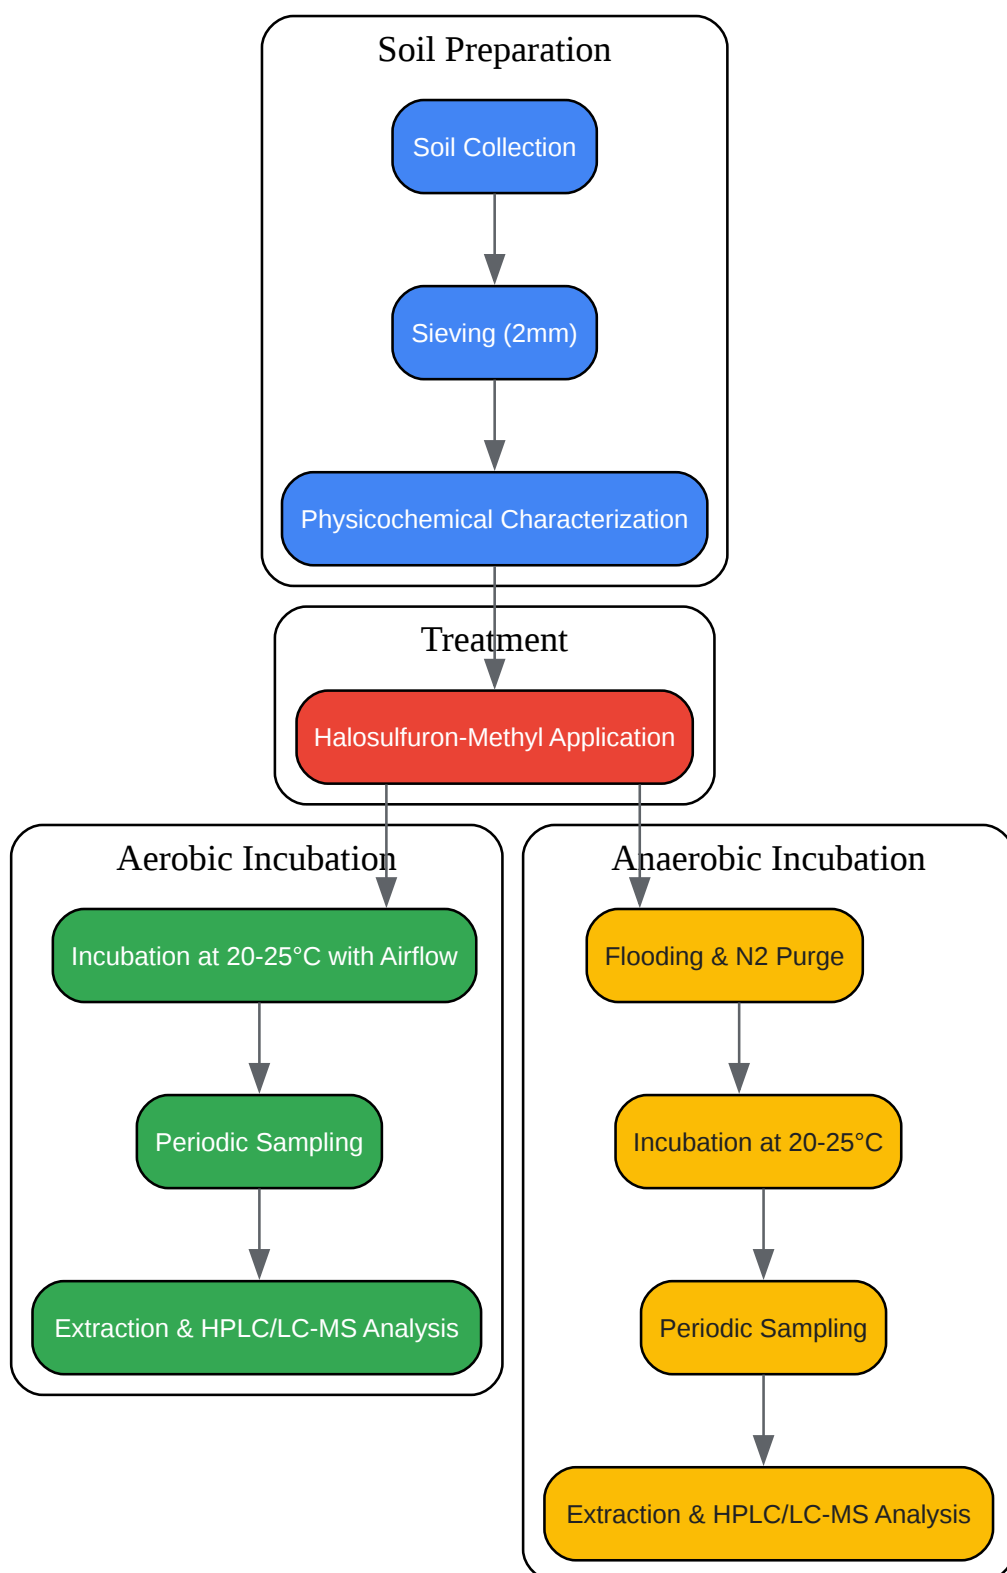 Soil Preparation
Soil Collection
Sieving (2mm)
Physicochemical Characterization
Treatment
Halosulfuron-Methyl Application
Aerobic Incubation
Incubation at 20-25°C with Airflow
Periodic Sampling
Extraction & HPLC/LC-MS Analysis
Anaerobic Incubation
Flooding & N2 Purge
Incubation at 20-25°C
Periodic Sampling
Extraction & HPLC/LC-MS Analysis